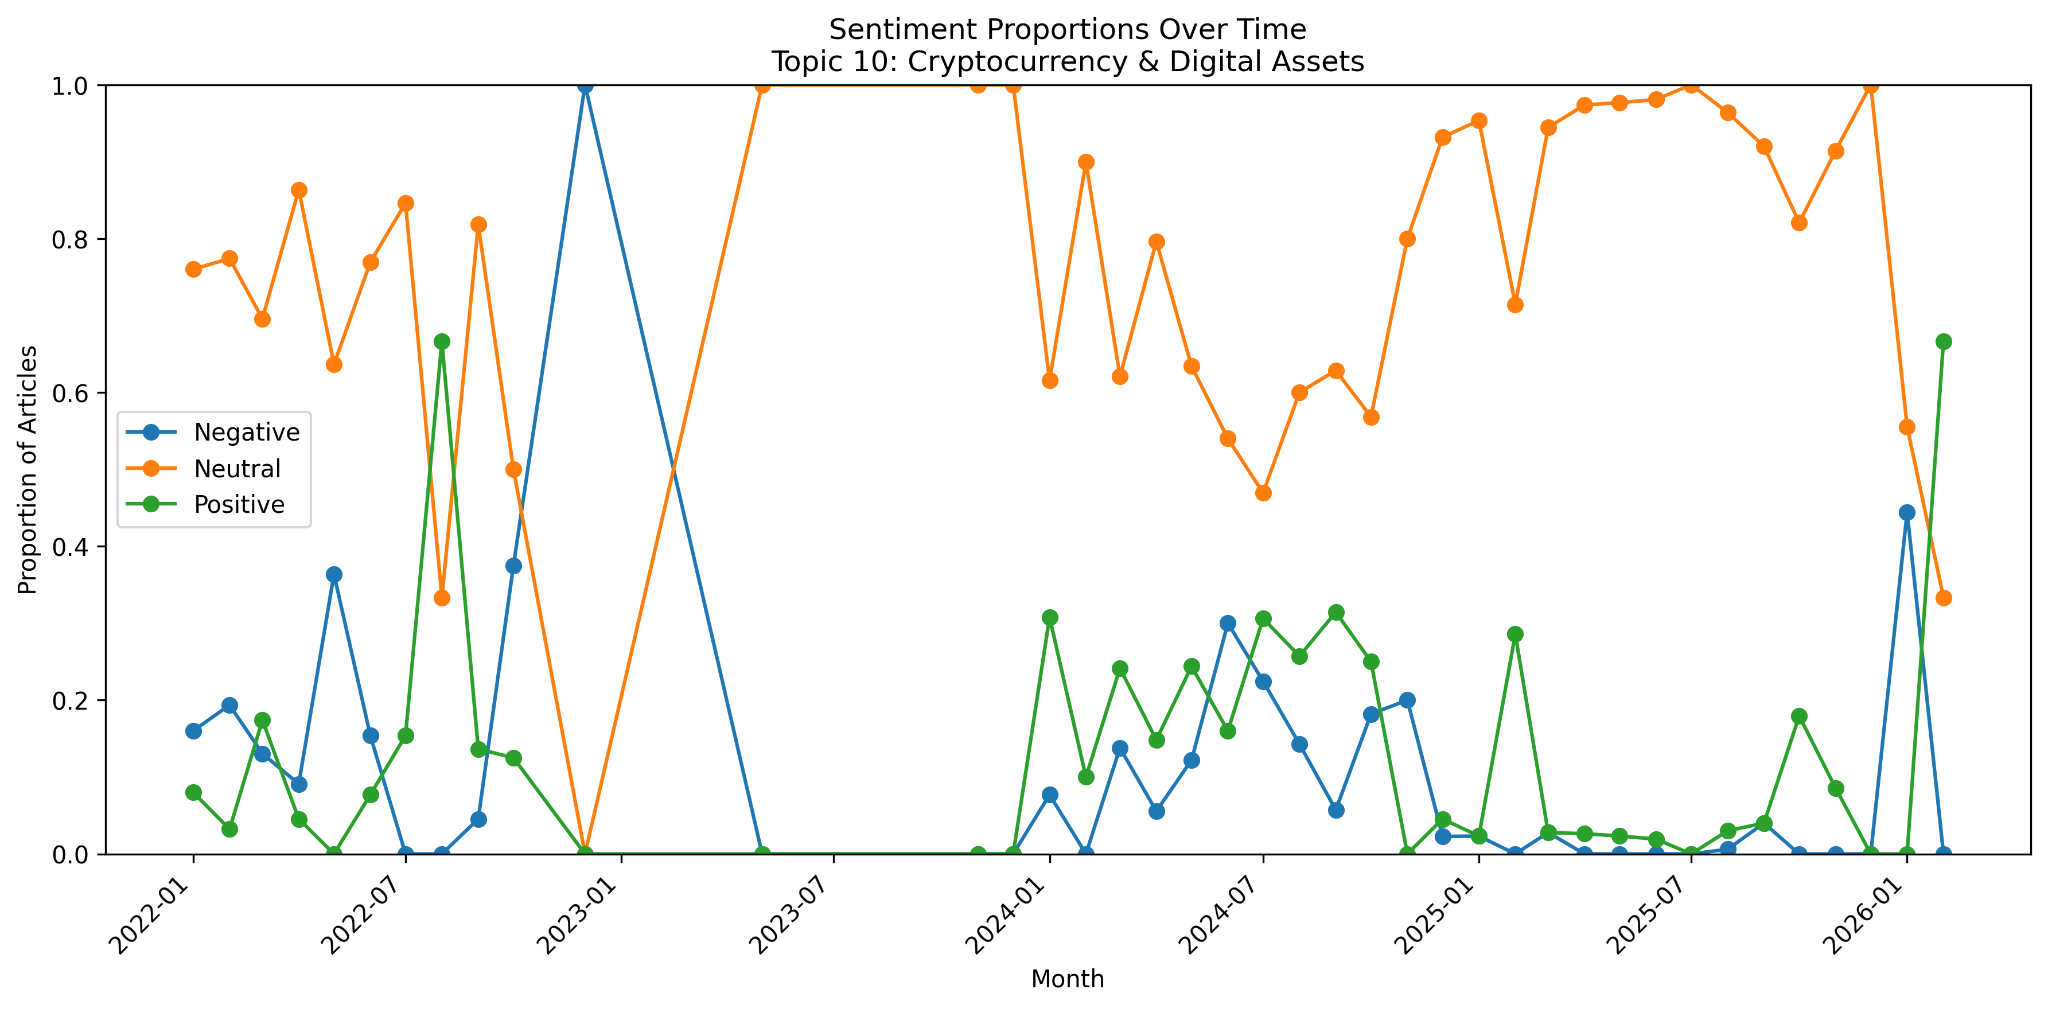 Sentiment Proportions Over Time
Topic 10: Cryptocurrency & Digital Assets
1.0
0.8
0.6
0.4
0.2
0.0
Proportion of Articles
Negative
Neutral
Positive
2022-01
2022-07
2023-01
2023-07
2024-01
2024-07
2025-01
2025-07
2026-01
Month